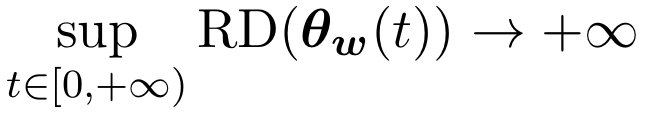 sup RD(θ_w(t)) → +∞
t∈[0,+∞)